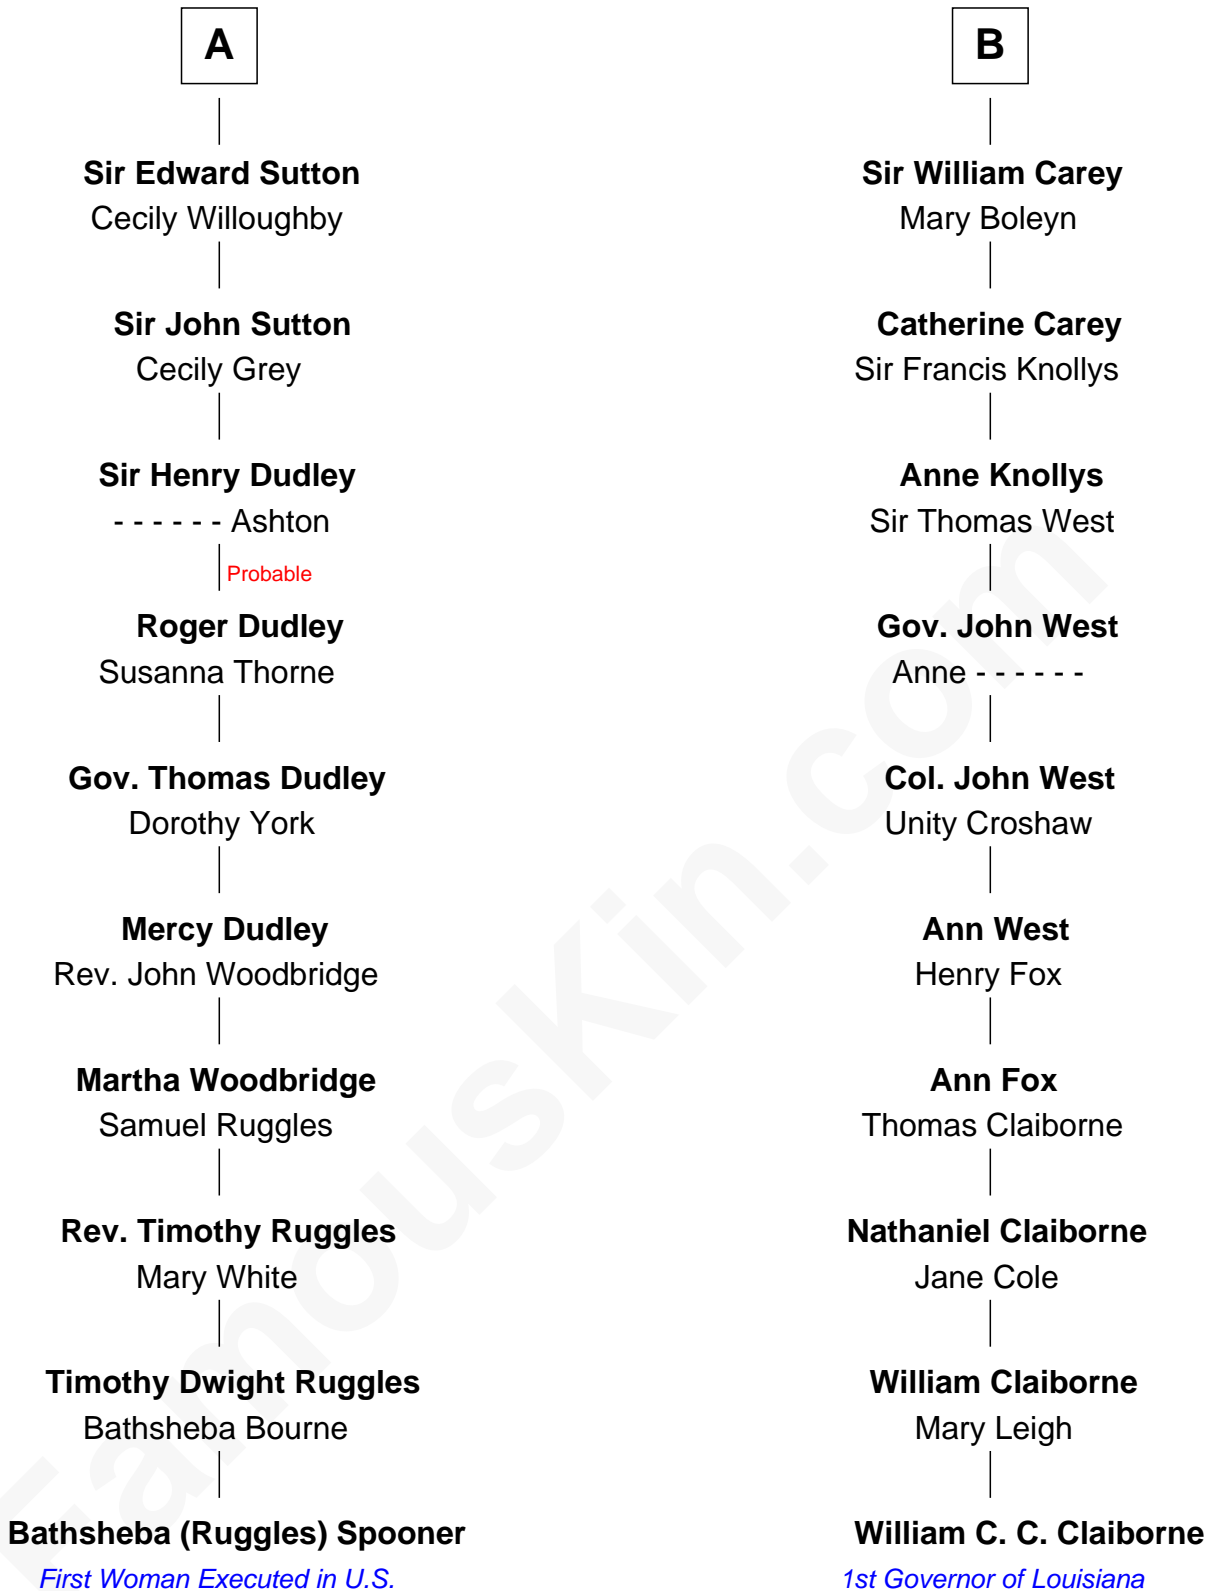 A
Sir Edward Sutton
Cecily Willoughby
Sir John Sutton
Cecily Grey
Sir Henry Dudley
- - - - - - Ashton
Probable
Roger Dudley
Susanna Thorne
Gov. Thomas Dudley
Dorothy York
Mercy Dudley
Rev. John Woodbridge
Martha Woodbridge
Samuel Ruggles
Rev. Timothy Ruggles
Mary White
Timothy Dwight Ruggles
Bathsheba Bourne
Bathsheba (Ruggles) Spooner
First Woman Executed in U.S.
B
Sir William Carey
Mary Boleyn
Catherine Carey
Sir Francis Knollys
Anne Knollys
Sir Thomas West
Gov. John West
Anne - - - - - -
Col. John West
Unity Croshaw
Ann West
Henry Fox
Ann Fox
Thomas Claiborne
Nathaniel Claiborne
Jane Cole
William Claiborne
Mary Leigh
William C. C. Claiborne
1st Governor of Louisiana
FamousKin.com